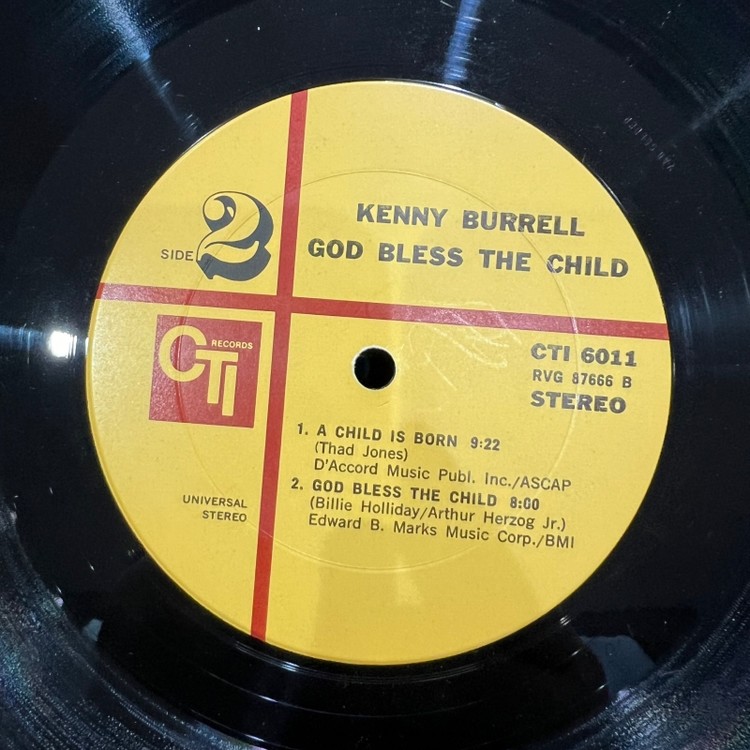 SIDE 2
KENNY BURRELL
GOD BLESS THE CHILD
CTI RECORDS
CTI 6011
RVG 87666 B
STEREO
1. A CHILD IS BORN 9:22
(Thad Jones)
D'Accord Music Publ. Inc./ASCAP
2. GOD BLESS THE CHILD 8:00
(Billie Holliday/Arthur Herzog Jr.)
Edward B. Marks Music Corp./BMI
UNIVERSAL
STEREO